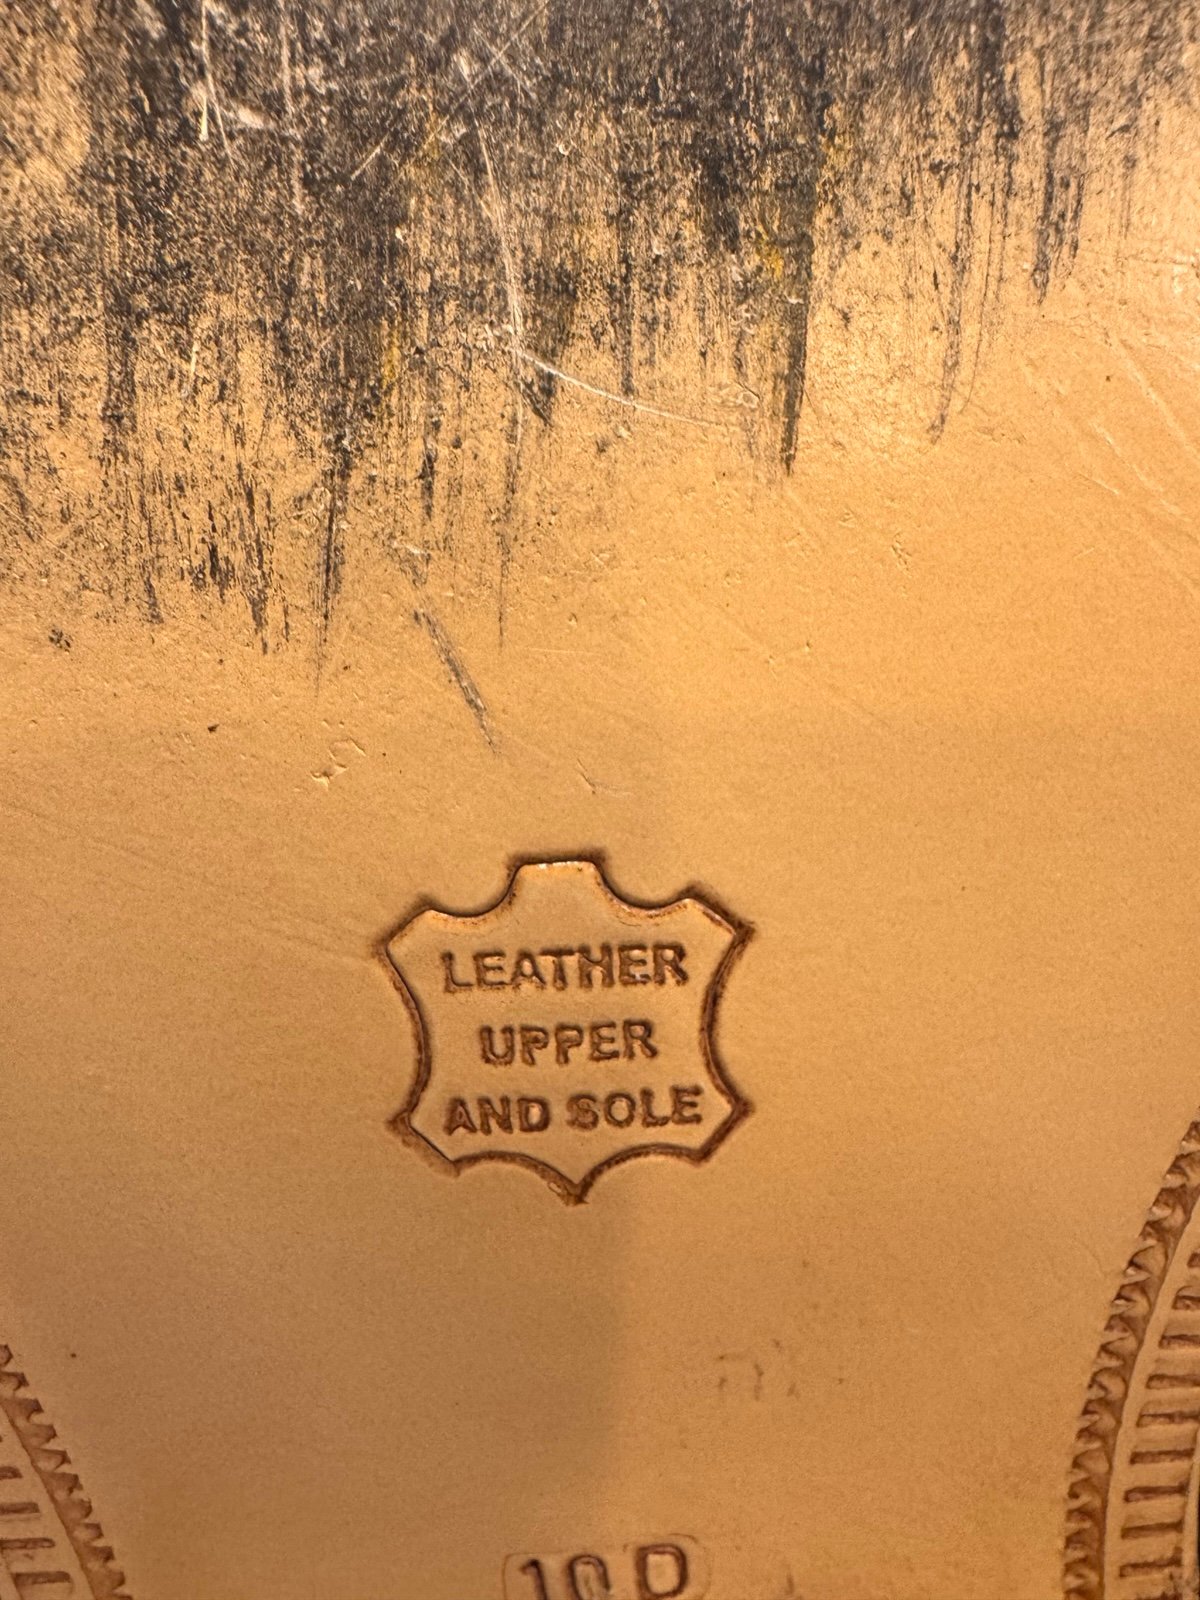 LEATHER
UPPER
AND SOLE
10 D